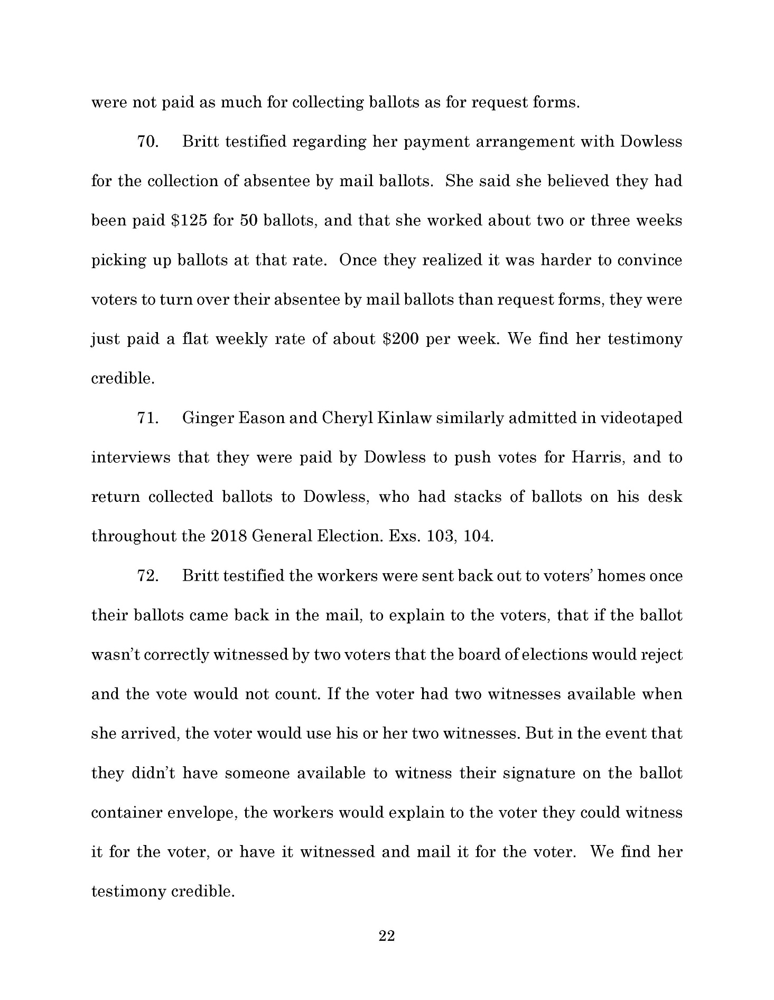 were not paid as much for collecting ballots as for request forms.
70. Britt testified regarding her payment arrangement with Dowless
for the collection of absentee by mail ballots. She said she believed they had
been paid $125 for 50 ballots, and that she worked about two or three weeks
picking up ballots at that rate. Once they realized it was harder to convince
voters to turn over their absentee by mail ballots than request forms, they were
just paid a flat weekly rate of about $200 per week. We find her testimony
credible.
71. Ginger Eason and Cheryl Kinlaw similarly admitted in videotaped
interviews that they were paid by Dowless to push votes for Harris, and to
return collected ballots to Dowless, who had stacks of ballots on his desk
throughout the 2018 General Election. Exs. 103, 104.
72. Britt testified the workers were sent back out to voters’ homes once
their ballots came back in the mail, to explain to the voters, that if the ballot
wasn’t correctly witnessed by two voters that the board of elections would reject
and the vote would not count. If the voter had two witnesses available when
she arrived, the voter would use his or her two witnesses. But in the event that
they didn’t have someone available to witness their signature on the ballot
container envelope, the workers would explain to the voter they could witness
it for the voter, or have it witnessed and mail it for the voter. We find her
testimony credible.
22